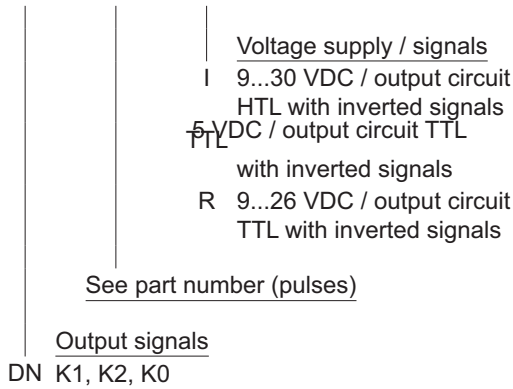 Voltage supply / signals
I 9...30 VDC / output circuit
HTL with inverted signals
TTL 5 VDC / output circuit TTL
with inverted signals
R 9...26 VDC / output circuit
TTL with inverted signals
See part number (pulses)
Output signals
DN K1, K2, K0